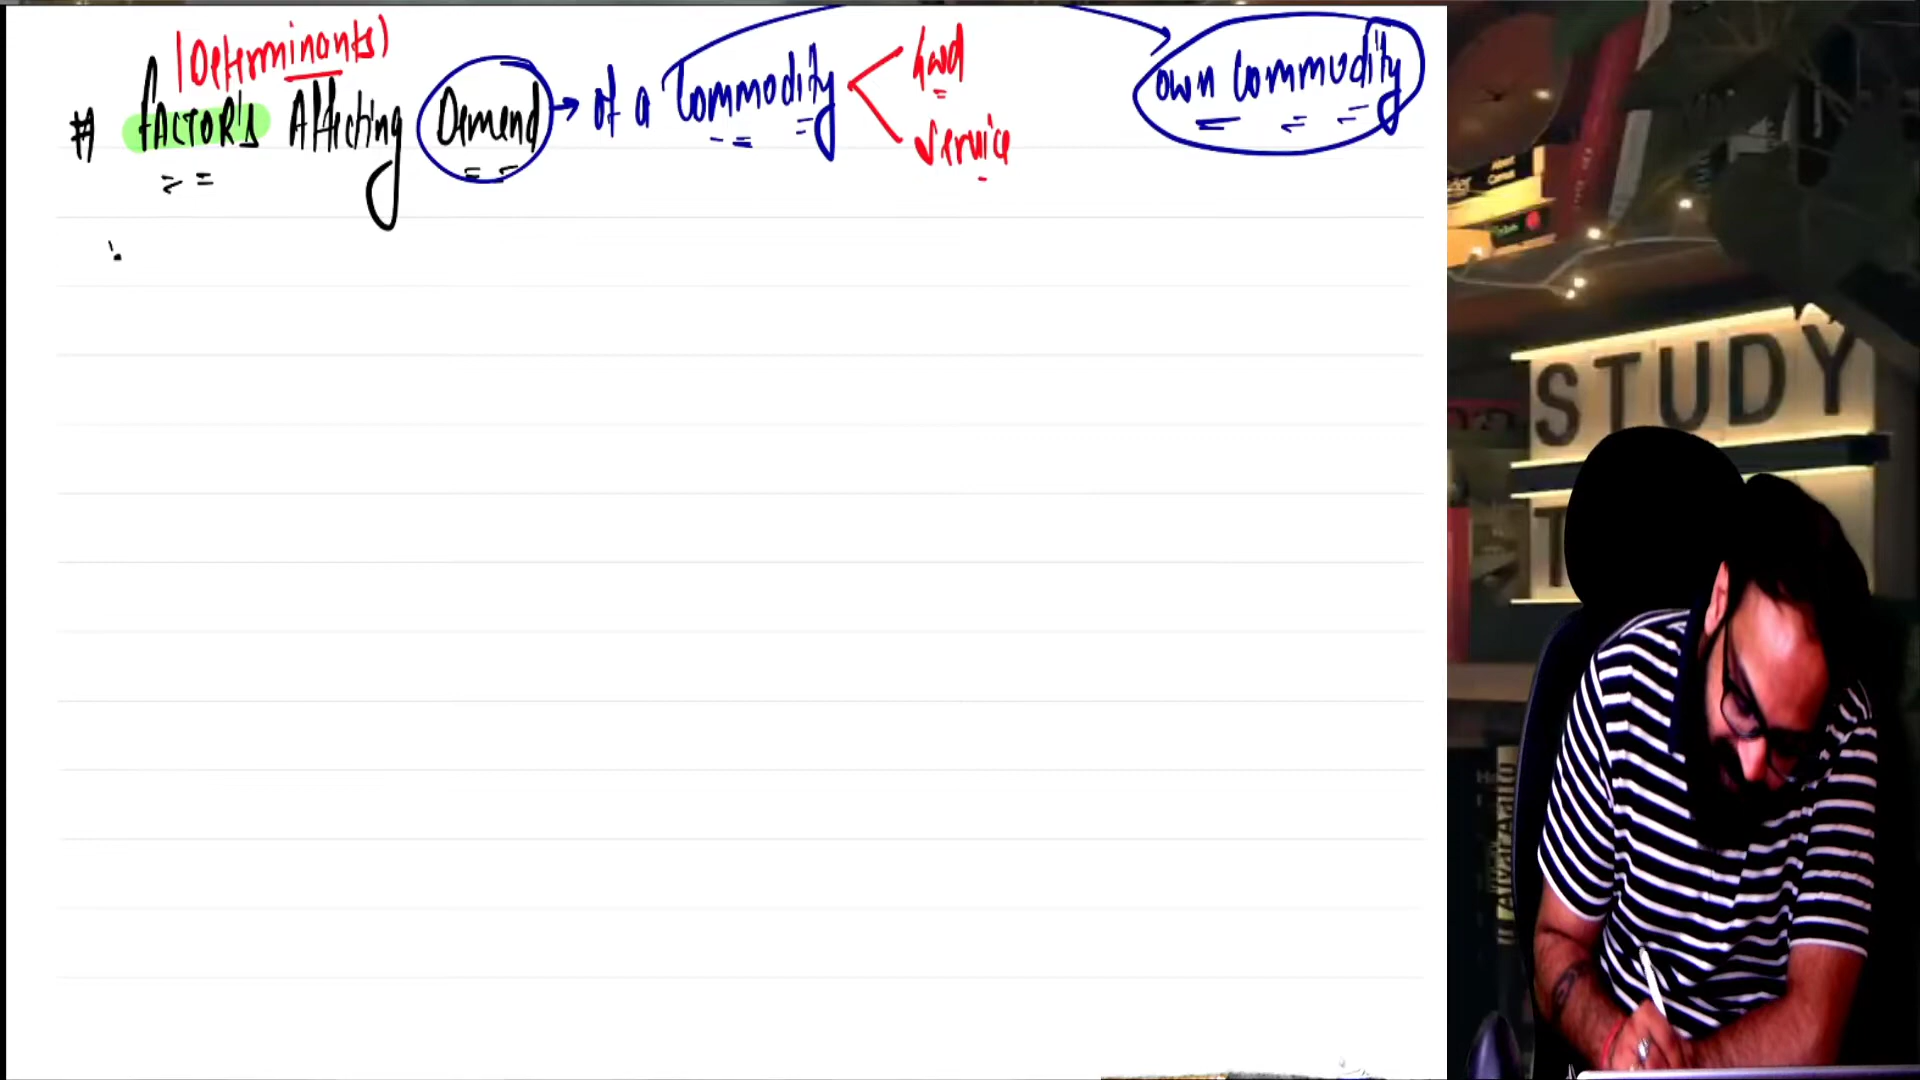 (Determinants)
# FACTOR'S Affecting Demand → of a Commodity
Good
Service
own commodity
STUDY
T